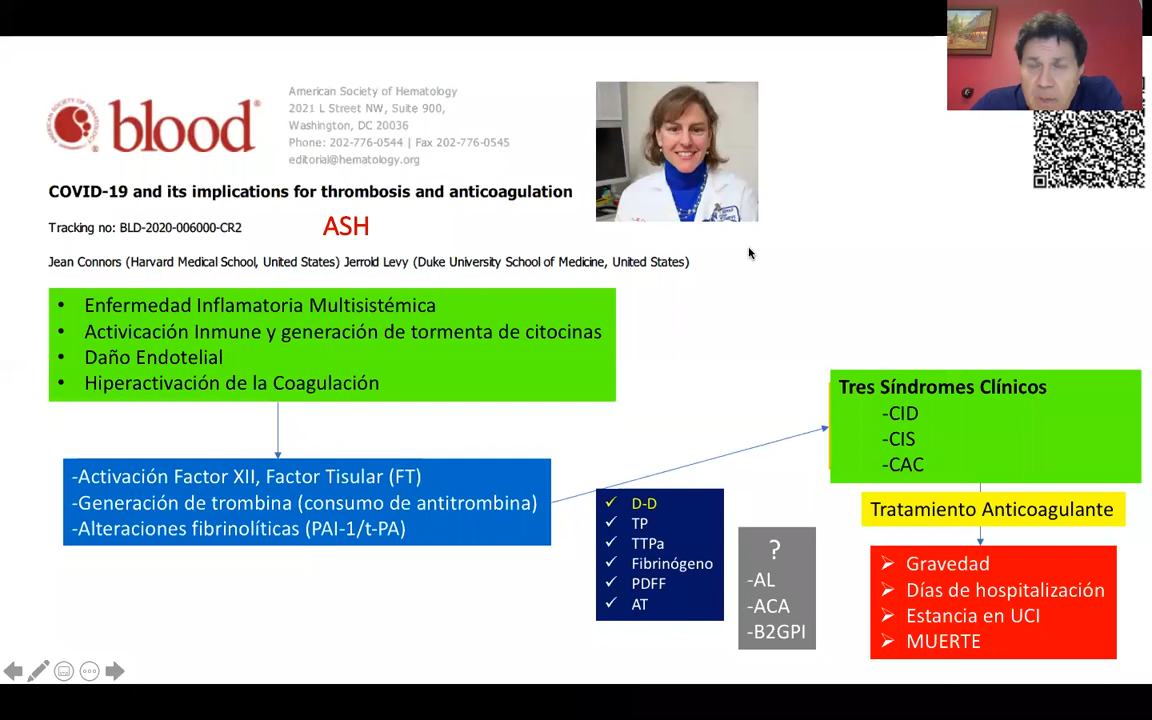 blood
American Society of Hematology
2021 L Street NW, Suite 900,
Washington, DC 20036
Phone: 202-776-0544 | Fax 202-776-0545
editorial@hematology.org
COVID-19 and its implications for thrombosis and anticoagulation
Tracking no: BLD-2020-006000-CR2
ASH
Jean Connors (Harvard Medical School, United States) Jerrold Levy (Duke University School of Medicine, United States)
• Enfermedad Inflamatoria Multisistémica
• Activicación Inmune y generación de tormenta de citocinas
• Daño Endotelial
• Hiperactivación de la Coagulación
-Activación Factor XII, Factor Tisular (FT)
-Generación de trombina (consumo de antitrombina)
-Alteraciones fibrinolíticas (PAI-1/t-PA)
✓ D-D
✓ TP
✓ TTPa
✓ Fibrinógeno
✓ PDFF
✓ AT
?
-AL
-ACA
-B2GPI
Tres Síndromes Clínicos
-CID
-CIS
-CAC
Tratamiento Anticoagulante
➢ Gravedad
➢ Días de hospitalización
➢ Estancia en UCI
➢ MUERTE